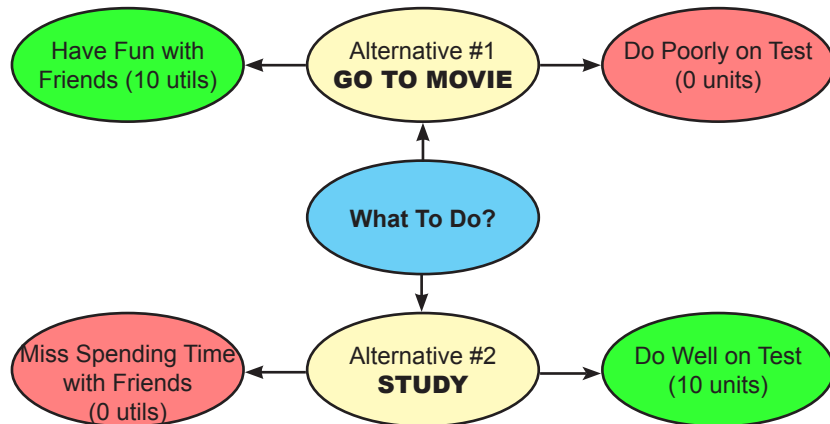 Have Fun with
Friends (10 utils)
Alternative #1
GO TO MOVIE
Do Poorly on Test
(0 units)
What To Do?
Miss Spending Time
with Friends
(0 utils)
Alternative #2
STUDY
Do Well on Test
(10 units)